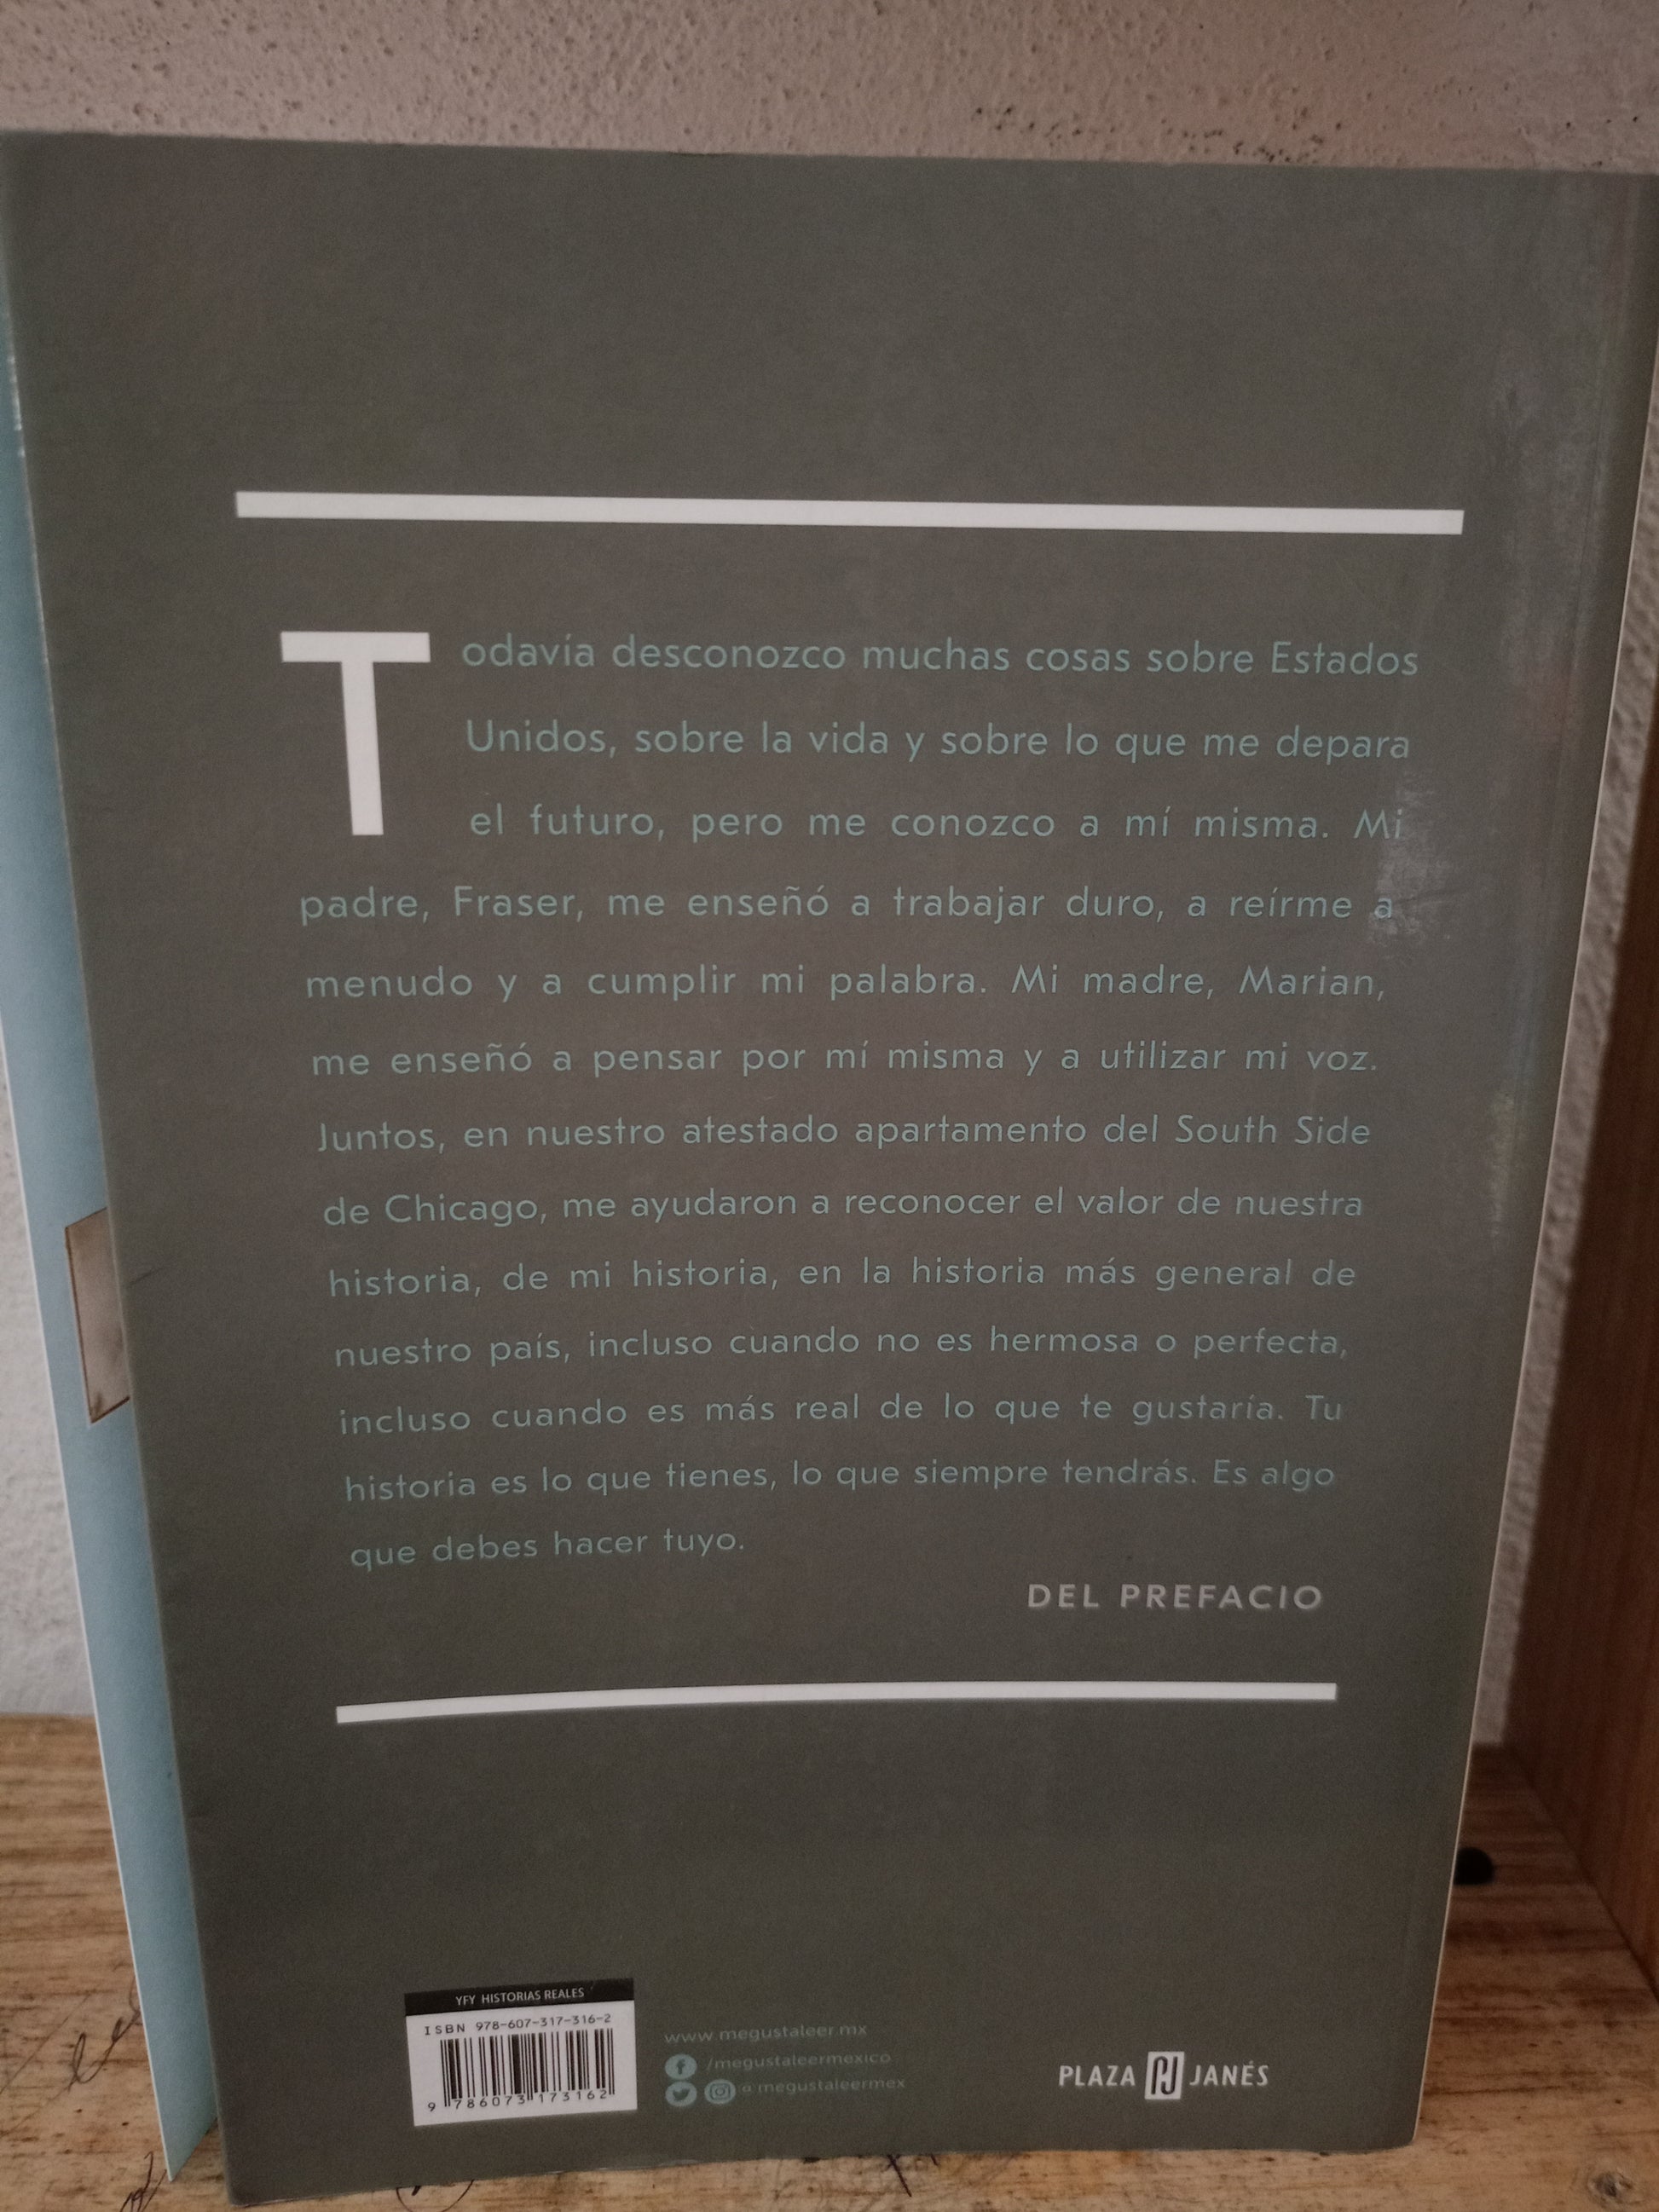 Todavía desconozco muchas cosas sobre Estados
Unidos, sobre la vida y sobre lo que me depara
el futuro, pero me conozco a mí misma. Mi
padre, Fraser, me enseñó a trabajar duro, a reírme a
menudo y a cumplir mi palabra. Mi madre, Marian,
me enseñó a pensar por mí misma y a utilizar mi voz.
Juntos, en nuestro atestado apartamento del South Side
de Chicago, me ayudaron a reconocer el valor de nuestra
historia, de mi historia, en la historia más general de
nuestro país, incluso cuando no es hermosa o perfecta,
incluso cuando es más real de lo que te gustaría. Tu
historia es lo que tienes, lo que siempre tendrás. Es algo
que debes hacer tuyo.
DEL PREFACIO
YFY HISTORIAS REALES
ISBN 978-607-317-316-2
9 786073 173162
www.megustaleer.mx
/megustaleermexico
@megustaleermex
PLAZA JANÉS